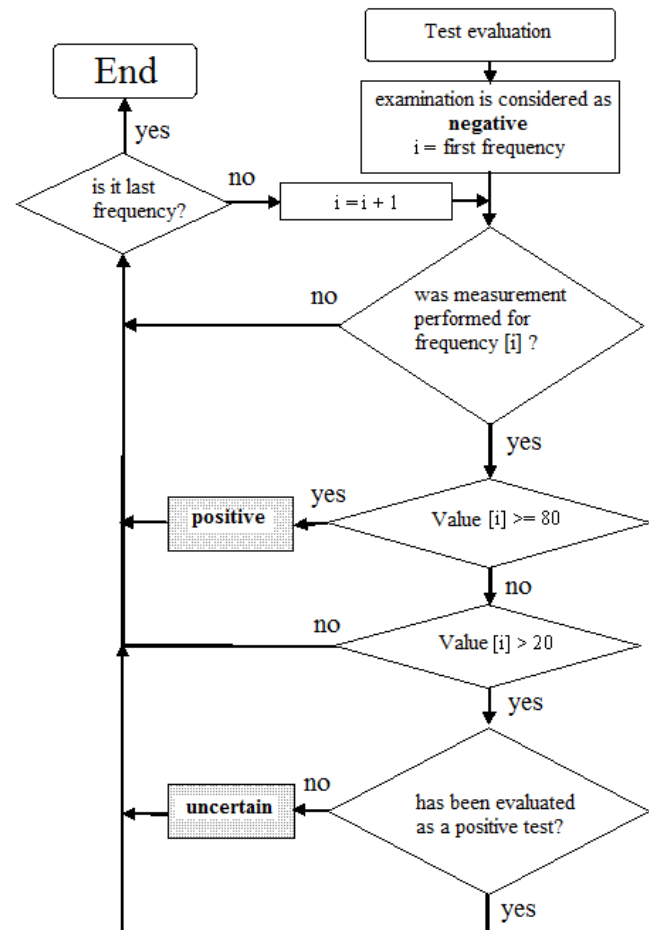 Test evaluation
End
examination is considered as
negative
i = first frequency
yes
is it last
frequency?
no
i = i + 1
no
was measurement
performed for
frequency [i] ?
yes
positive
yes
Value [i] >= 80
no
no
Value [i] > 20
yes
uncertain
no
has been evaluated
as a positive test?
yes